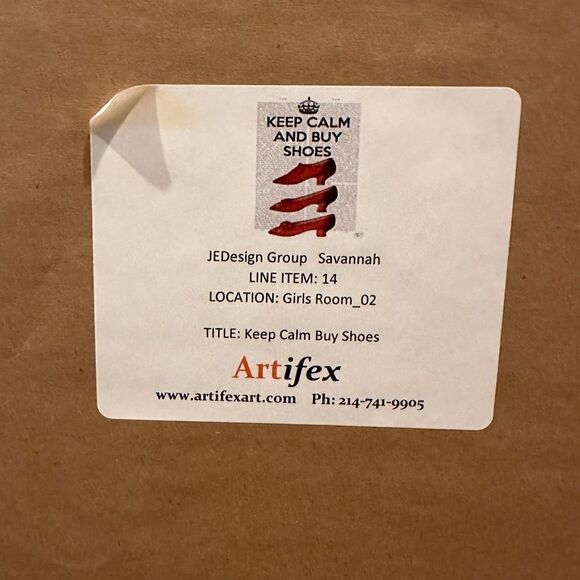 KEEP CALM
AND BUY
SHOES
JEDesign Group Savannah
LINE ITEM: 14
LOCATION: Girls Room_02
TITLE: Keep Calm Buy Shoes
Artifex
www.artifexart.com Ph: 214-741-9905